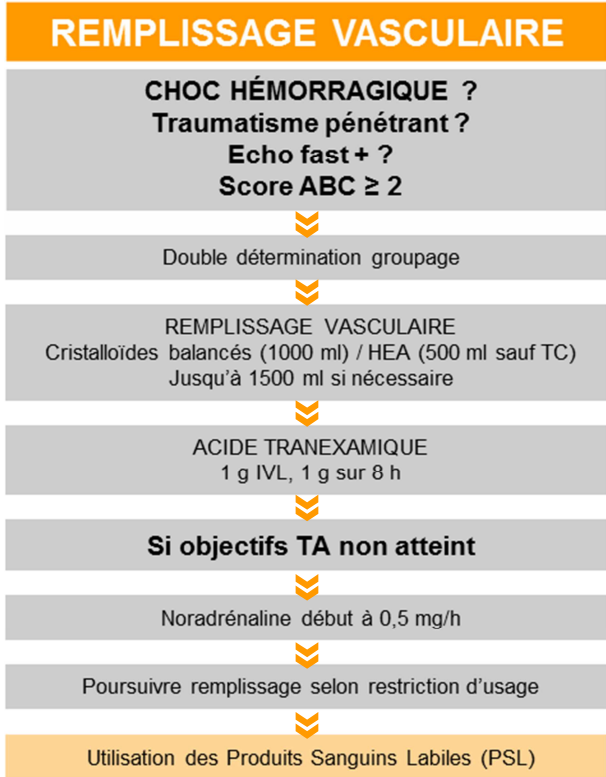 REMPLISSAGE VASCULAIRE
CHOC HÉMORRAGIQUE ?
Traumatisme pénétrant ?
Echo fast + ?
Score ABC ≥ 2
Double détermination groupage
REMPLISSAGE VASCULAIRE
Cristalloïdes balancés (1000 ml) / HEA (500 ml sauf TC)
Jusqu'à 1500 ml si nécessaire
ACIDE TRANEXAMIQUE
1 g IVL, 1 g sur 8 h
Si objectifs TA non atteint
Noradrénaline début à 0,5 mg/h
Poursuivre remplissage selon restriction d'usage
Utilisation des Produits Sanguins Labiles (PSL)